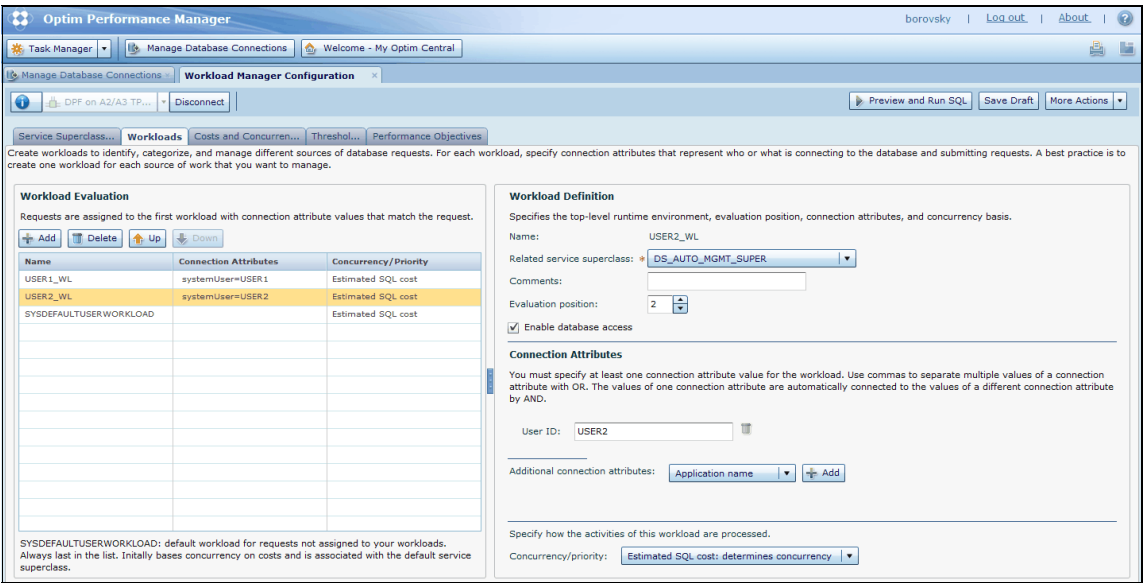 Optim Performance Manager
borovsky | Log out | About |
Task Manager Manage Database Connections Welcome - My Optim Central
Manage Database Connections × Workload Manager Configuration ×
DPF on A2/A3 TP... Disconnect Preview and Run SQL Save Draft More Actions
Service Superclass... Workloads Costs and Concurren... Threshol... Performance Objectives
Create workloads to identify, categorize, and manage different sources of database requests. For each workload, specify connection attributes that represent who or what is connecting to the database and submitting requests. A best practice is to
create one workload for each source of work that you want to manage.
Workload Evaluation
Requests are assigned to the first workload with connection attribute values that match the request.
Add Delete Up Down
Name Connection Attributes Concurrency/Priority
USER1_WL systemUser=USER1 Estimated SQL cost
USER2_WL systemUser=USER2 Estimated SQL cost
SYSDEFAULTUSERWORKLOAD Estimated SQL cost
SYSDEFAULTUSERWORKLOAD: default workload for requests not assigned to your workloads.
Always last in the list. Initally bases concurrency on costs and is associated with the default service
superclass.
Workload Definition
Specifies the top-level runtime environment, evaluation position, connection attributes, and concurrency basis.
Name: USER2_WL
Related service superclass: * DS_AUTO_MGMT_SUPER
Comments:
Evaluation position: 2
Enable database access
Connection Attributes
You must specify at least one connection attribute value for the workload. Use commas to separate multiple values of a connection
attribute with OR. The values of one connection attribute are automatically connected to the values of a different connection attribute
by AND.
User ID: USER2
Additional connection attributes: Application name Add
Specify how the activities of this workload are processed.
Concurrency/priority: Estimated SQL cost: determines concurrency